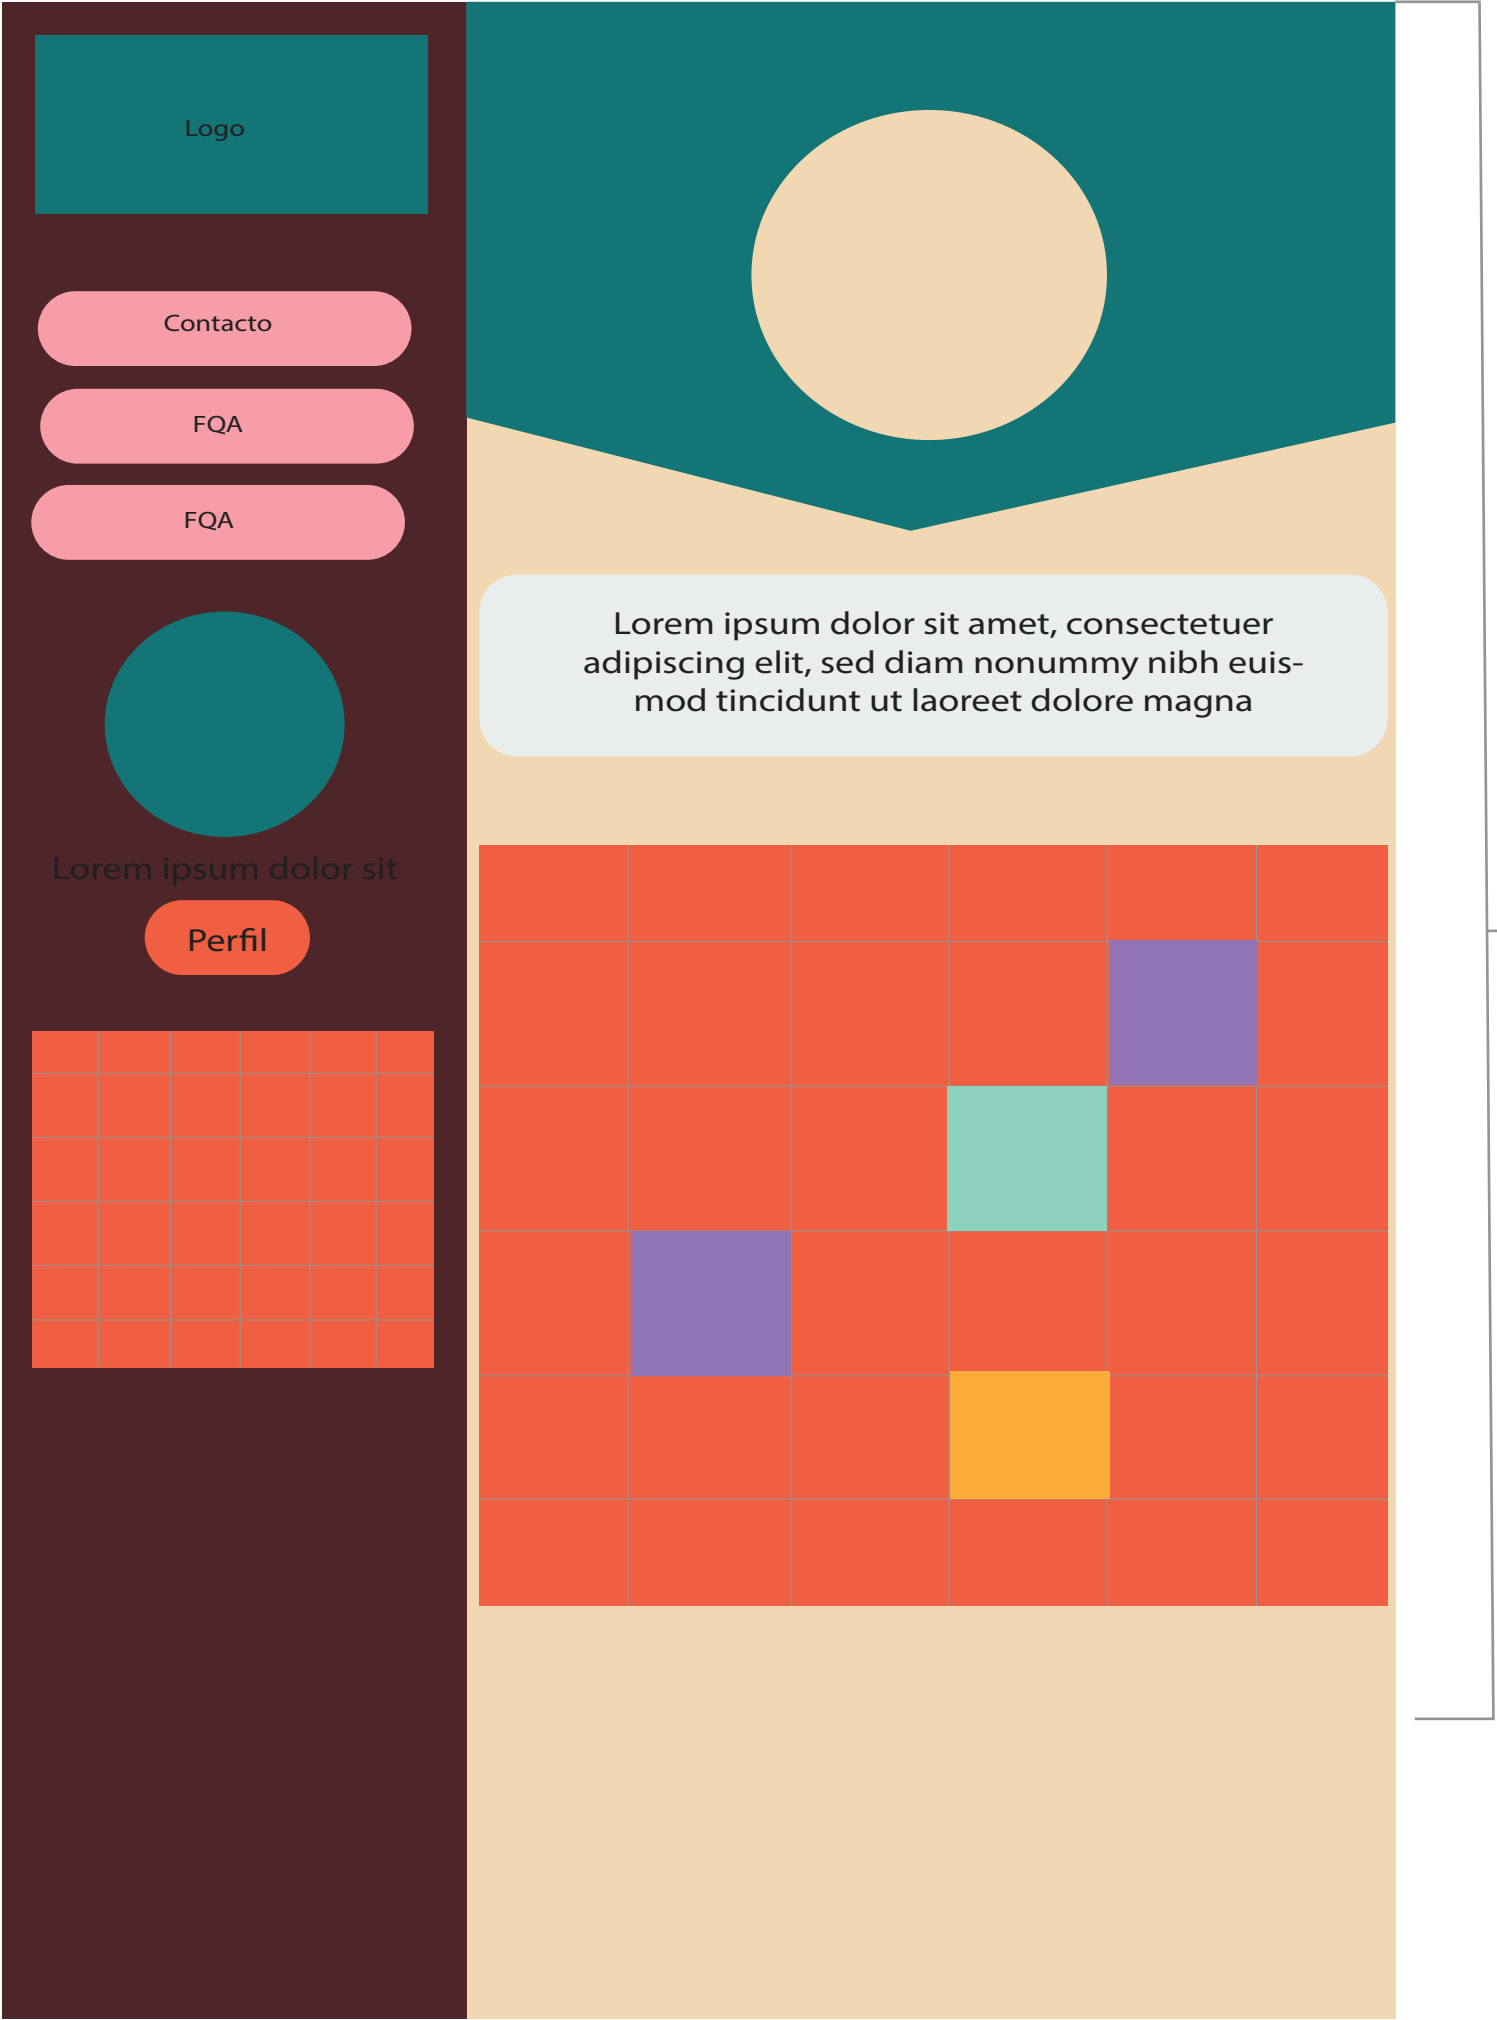 Logo
Contacto
FQA
FQA
Lorem ipsum dolor sit
Perfil
Lorem ipsum dolor sit amet, consectetuer
adipiscing elit, sed diam nonummy nibh euis-
mod tincidunt ut laoreet dolore magna